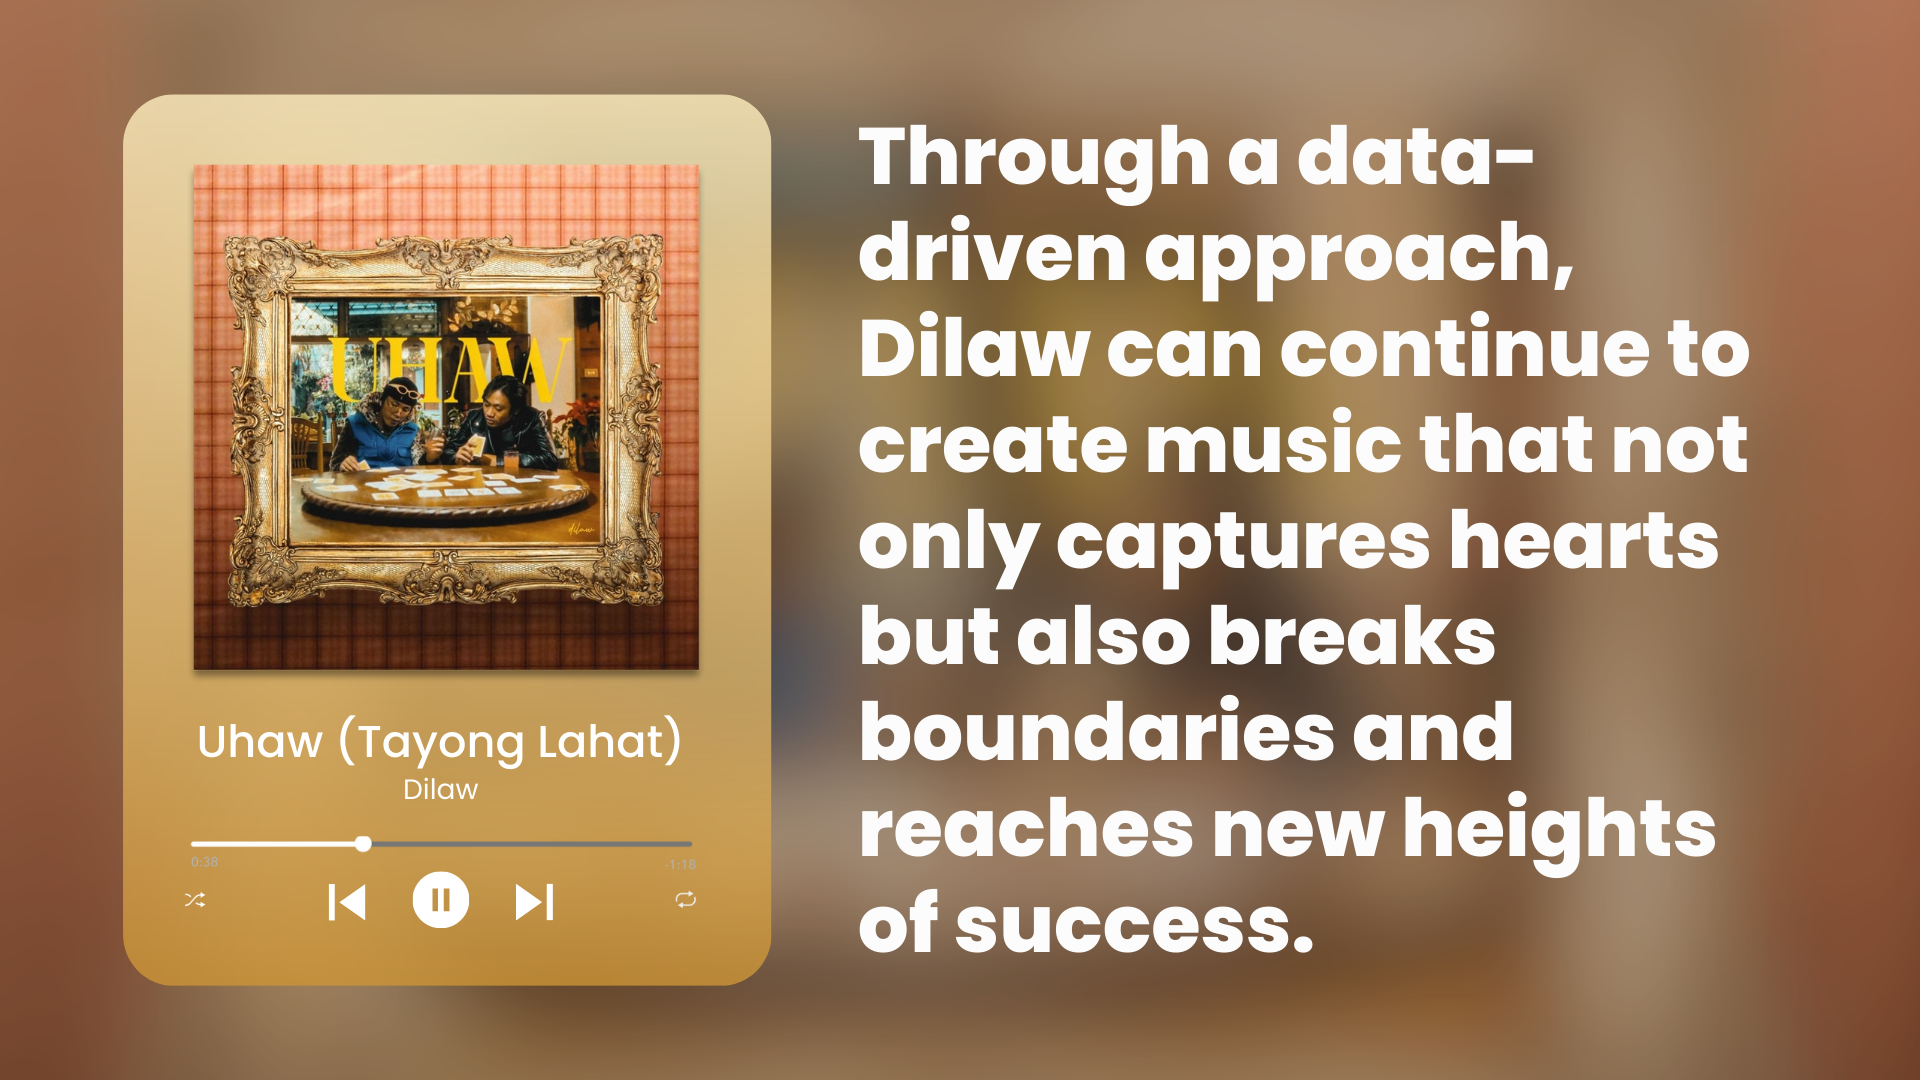 UHAW
dilaw
Uhaw (Tayong Lahat)
Dilaw
0:38
-1:18
Through a data-
driven approach,
Dilaw can continue to
create music that not
only captures hearts
but also breaks
boundaries and
reaches new heights
of success.